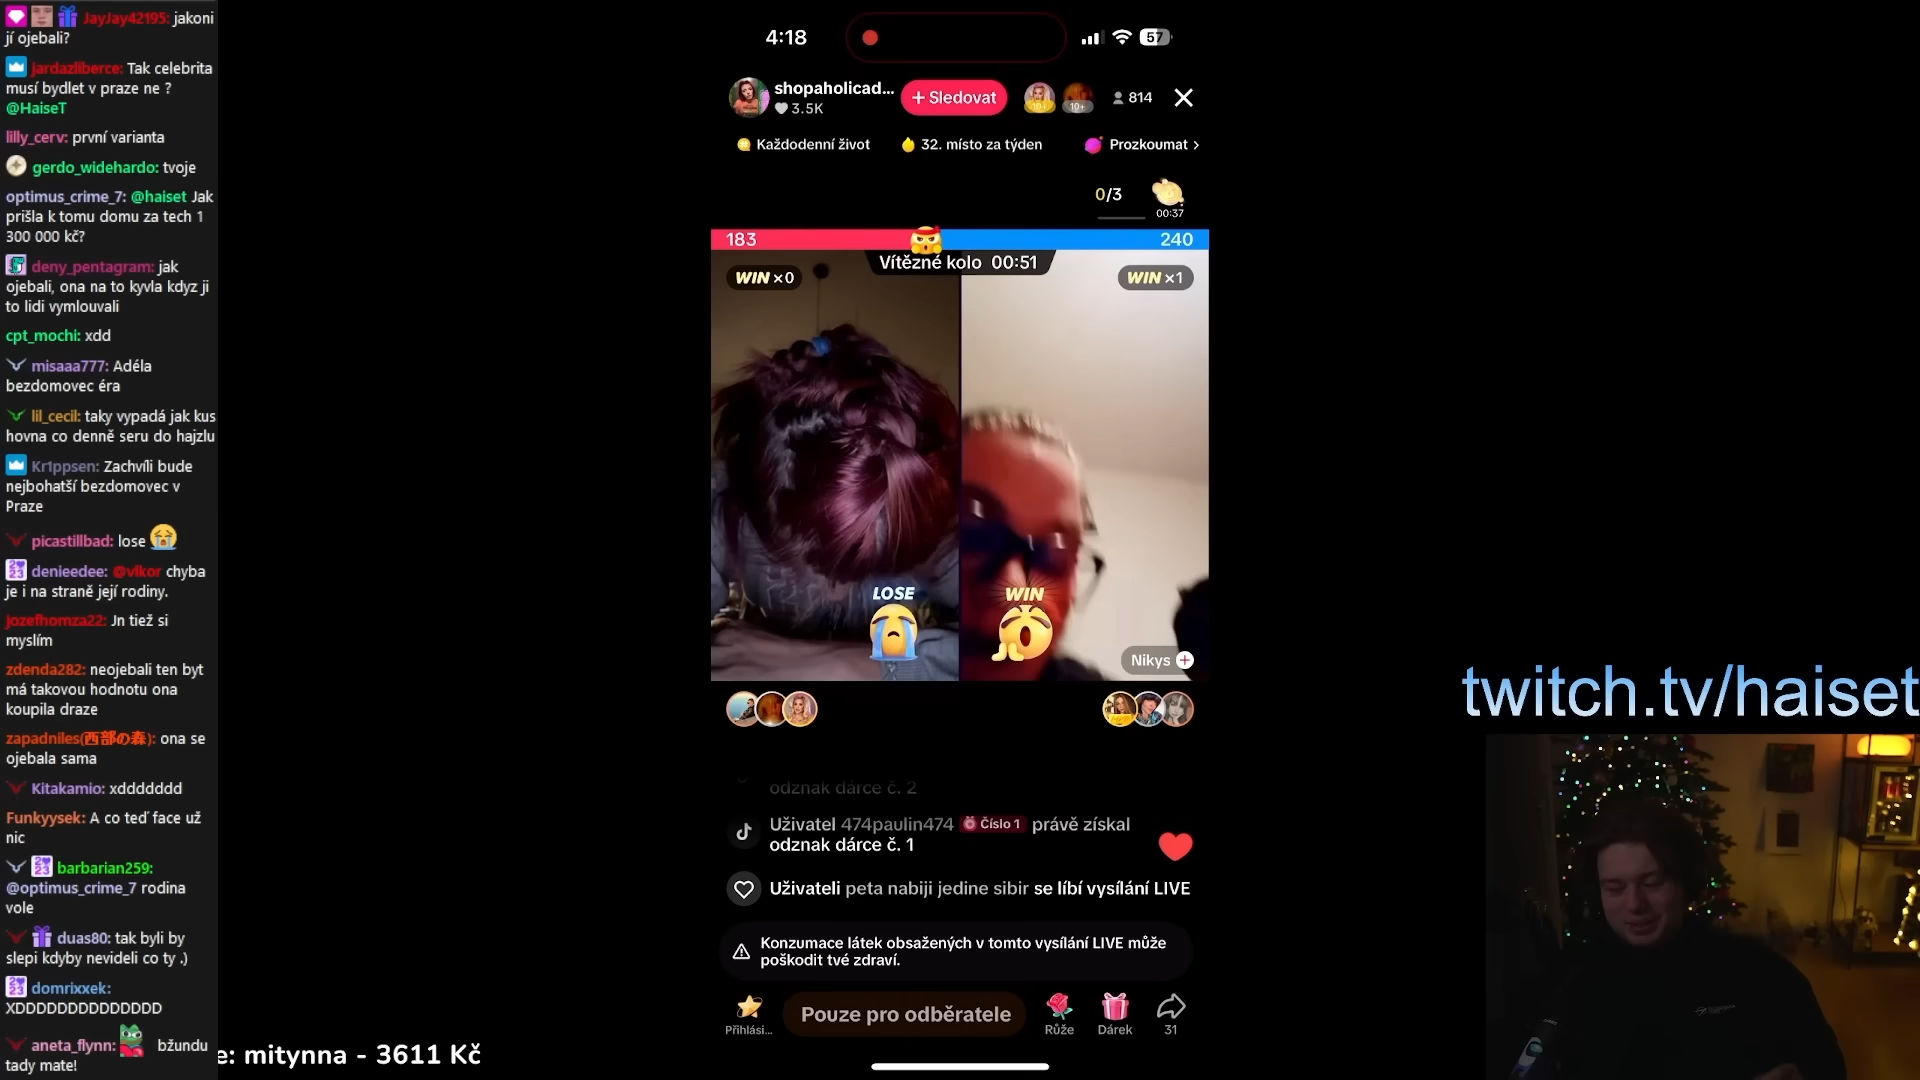 JayJay42195: jakoni
jí ojebali?
jardazliberce: Tak celebrita
musí bydlet v praze ne ?
@HaiseT
lilly_cerv: první varianta
gerdo_widehardo: tvoje
optimus_crime_7: @haiset Jak
prišla k tomu domu za tech 1
300 000 kč?
deny_pentagram: jak
ojebali, ona na to kyvla kdyz ji
to lidi vymlouvali
cpt_mochi: xdd
misaaa777: Adéla
bezdomovec éra
lil_cecil: taky vypadá jak kus
hovna co denně seru do hajzlu
Kr1ppsen: Zachvíli bude
nejbohatší bezdomovec v
Praze
picastillbad: lose
denieedee: @vlkor chyba
je i na straně její rodiny.
jozefhomza22: Jn tiež si
myslím
zdenda282: neojebali ten byt
má takovou hodnotu ona
koupila draze
zapadniles(西部の森): ona se
ojebala sama
Kitakamio: xddddddd
Funkyysek: A co teď face už
nic
barbarian259:
@optimus_crime_7 rodina
vole
duas80: tak byli by
slepi kdyby nevideli co ty .)
domrixxek:
XDDDDDDDDDDDDDD
aneta_flynn: bžundu
tady mate!
e: mitynna - 3611 Kč
4:18
57
shopaholicad...
3.5K
+ Sledovat
10+
10+
814
Každodenní život
32. místo za týden
Prozkoumat >
0/3
00:37
183
240
Vítězné kolo 00:51
WIN ×0
WIN ×1
LOSE
WIN
Nikys
odznak dárce č. 2
Uživatel 474paulin474 Číslo 1 právě získal
odznak dárce č. 1
Uživateli peta nabiji jedine sibir se líbí vysílání LIVE
Konzumace látek obsažených v tomto vysílání LIVE může
poškodit tvé zdraví.
Přihlási...
Pouze pro odběratele
Růže
Dárek
31
twitch.tv/haiset